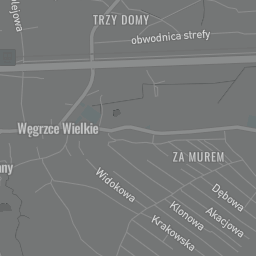 TRZY DOMY
obwodnica strefy
Węgrzce Wielkie
ZA MUREM
Widokowa
Dębowa
Klonowa
Akacjowa
Krakowska